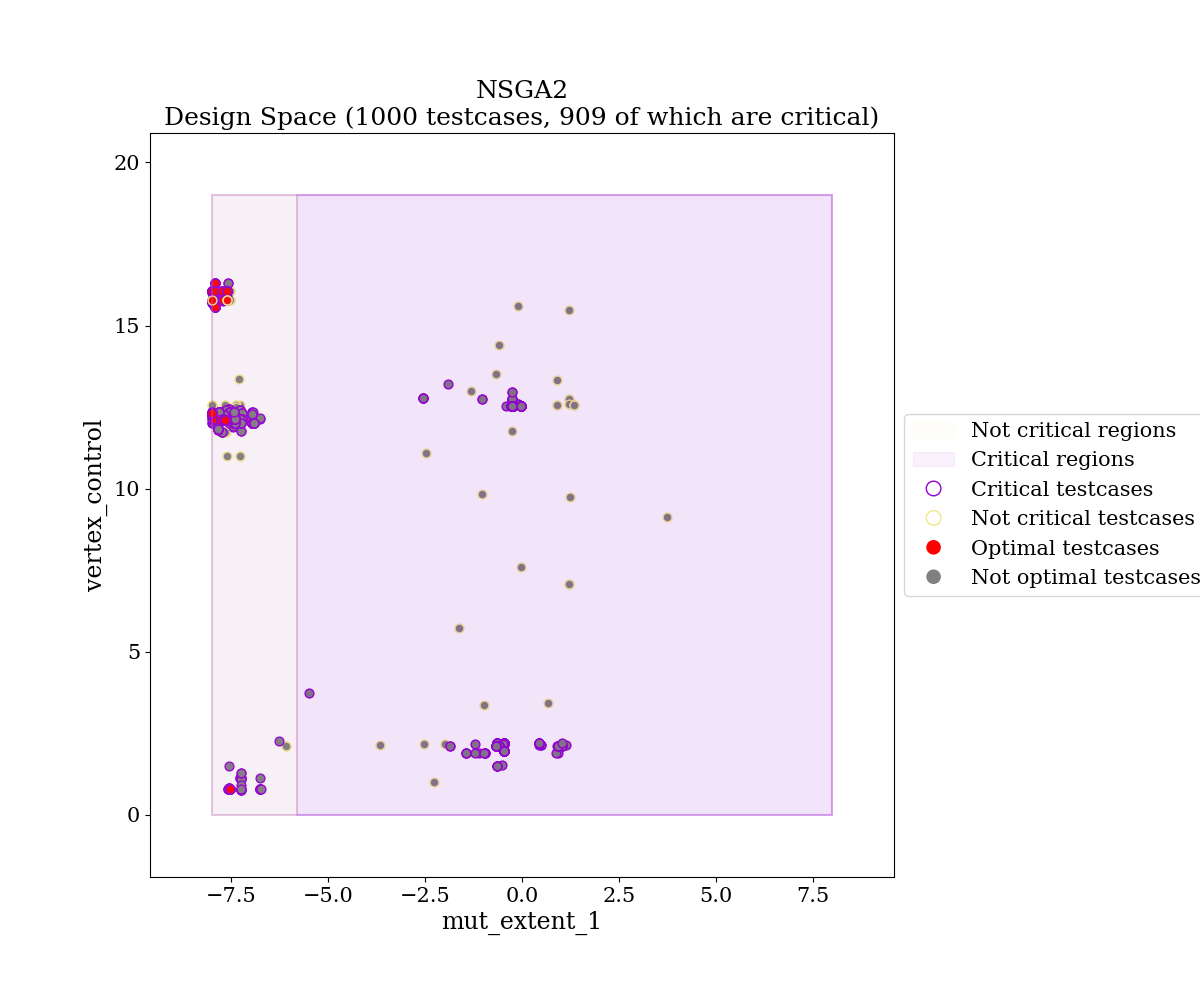 NSGA2
Design Space (1000 testcases, 909 of which are critical)
20
15
10
5
0
vertex_control
−7.5
−5.0
−2.5
0.0
2.5
5.0
7.5
mut_extent_1
Not critical regions
Critical regions
Critical testcases
Not critical testcases
Optimal testcases
Not optimal testcases